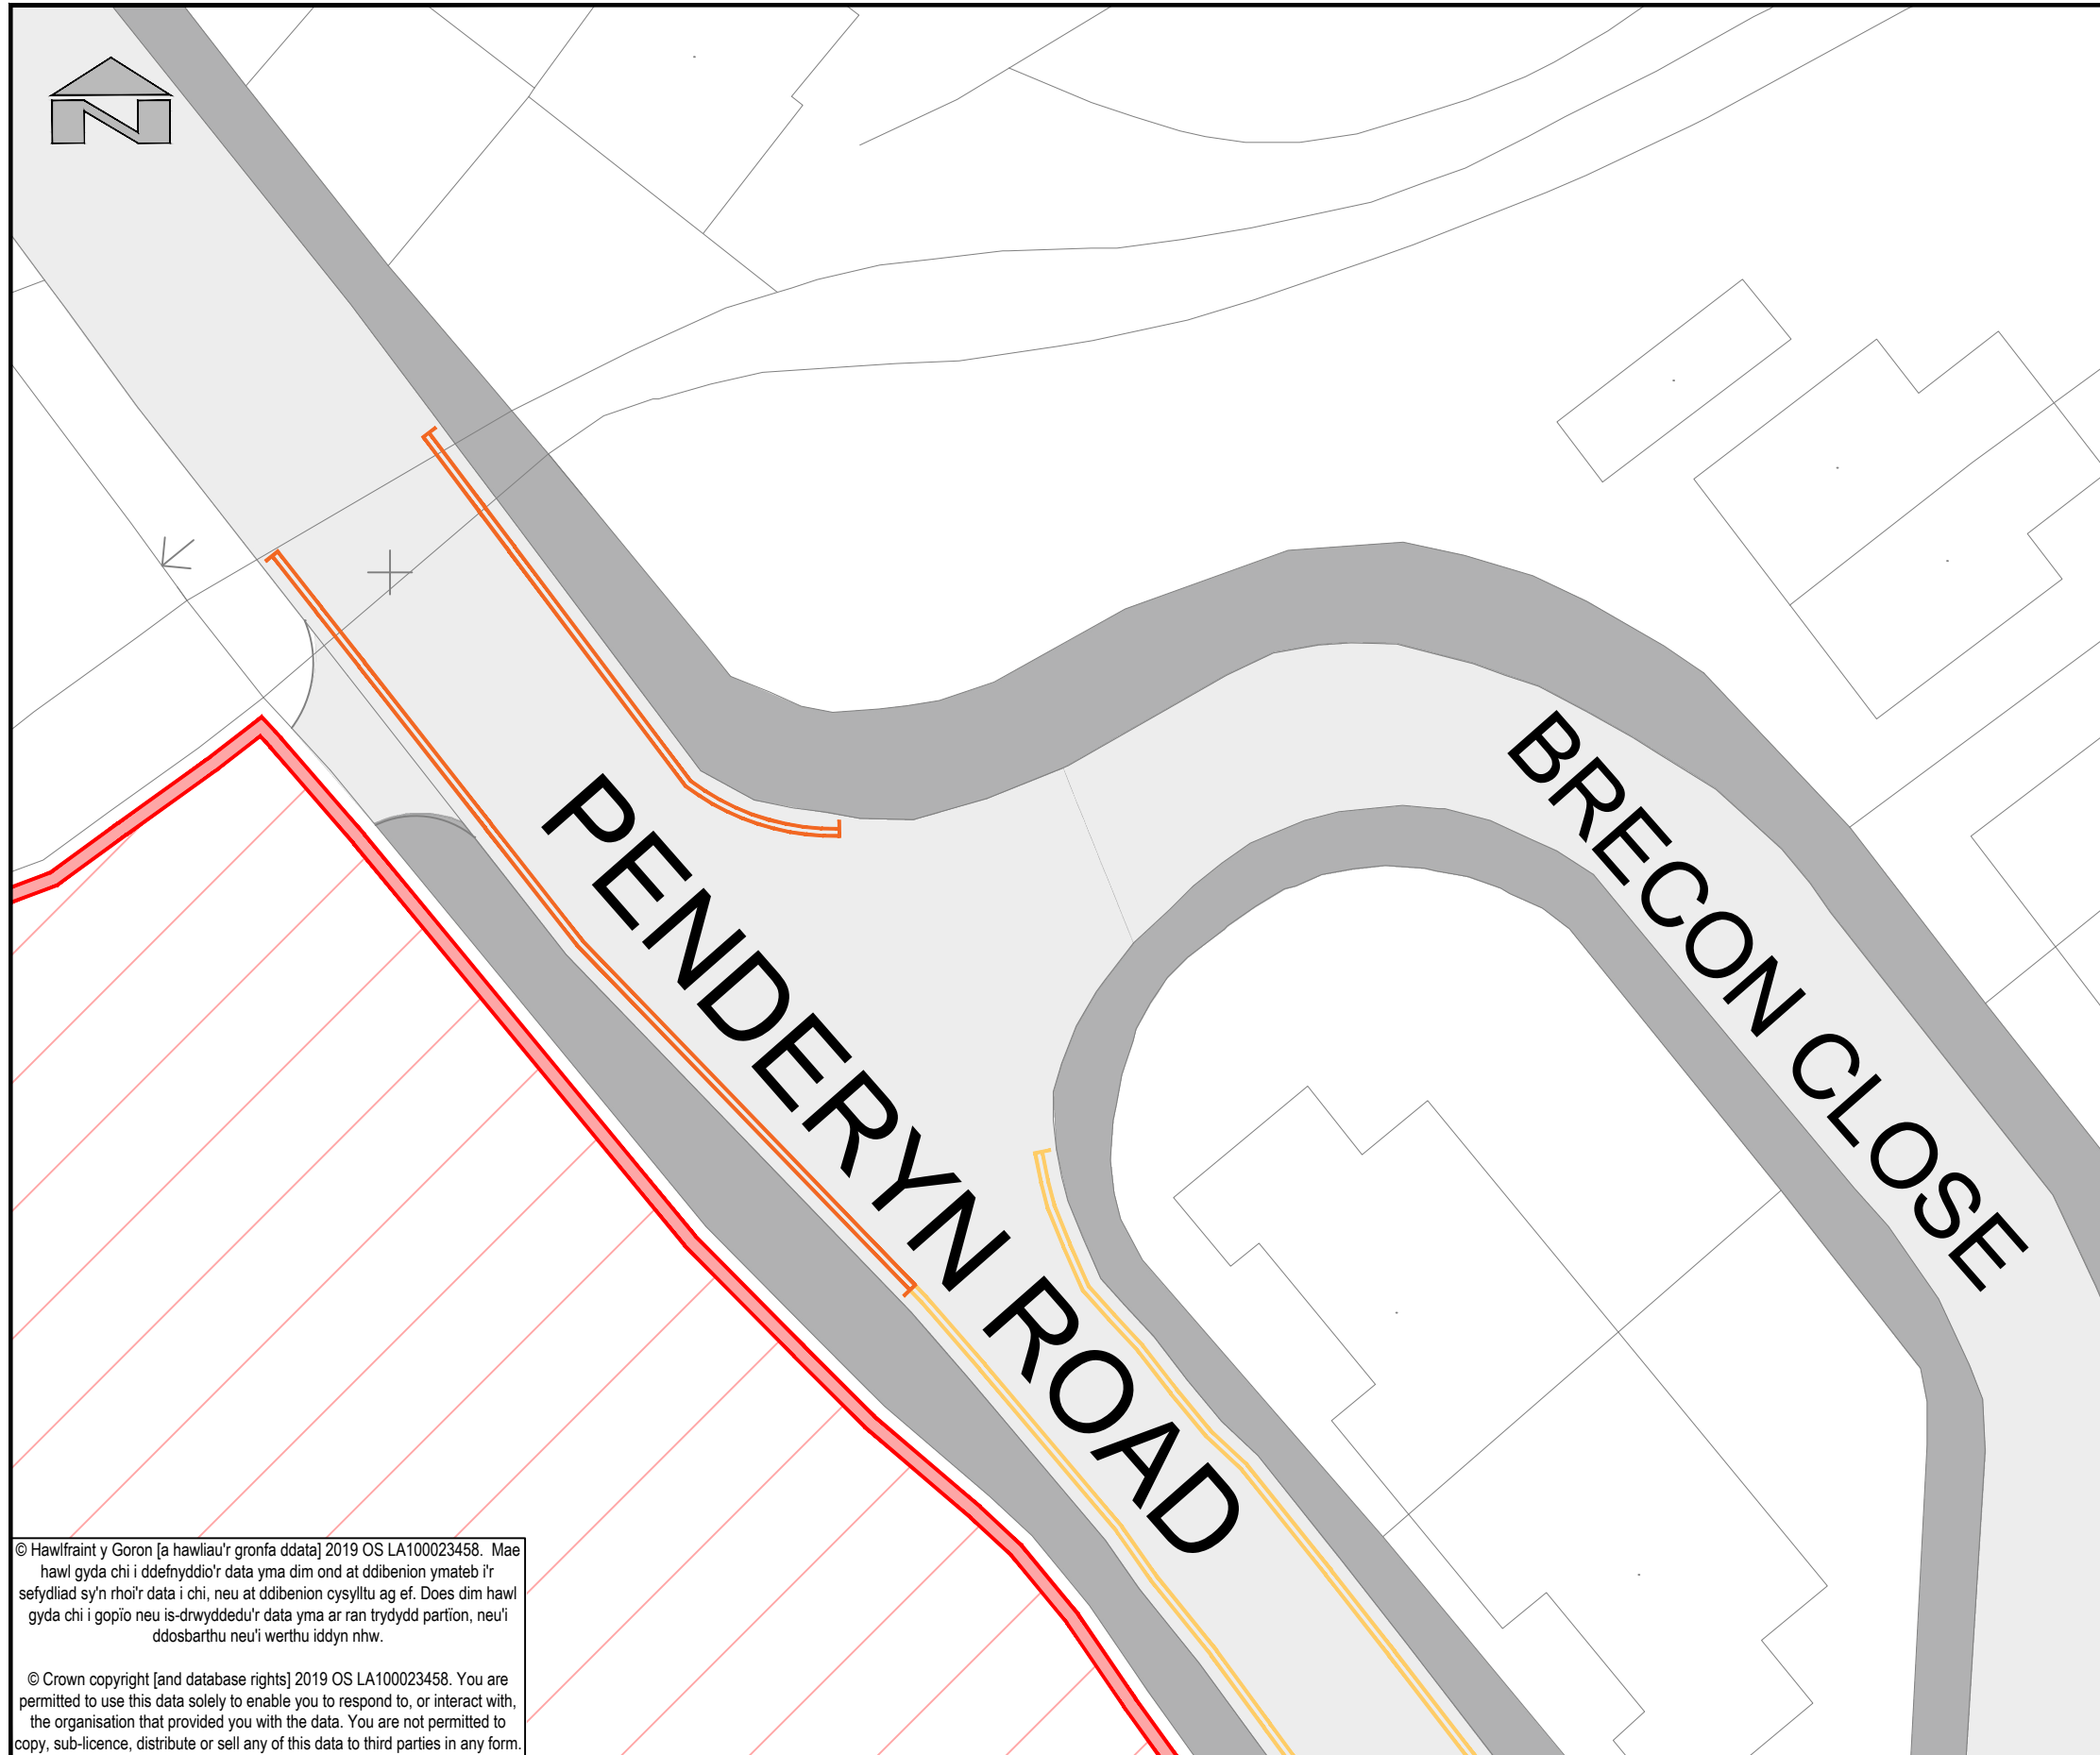 N
PENDERYN ROAD
BRECON CLOSE
© Hawlfraint y Goron [a hawliau'r gronfa ddata] 2019 OS LA100023458. Mae
hawl gyda chi i ddefnyddio'r data yma dim ond at ddibenion ymateb i'r
sefydliad sy'n rhoi'r data i chi, neu at ddibenion cysylltu ag ef. Does dim hawl
gyda chi i gopïo neu is-drwyddedu'r data yma ar ran trydydd partïon, neu'i
ddosbarthu neu'i werthu iddyn nhw.
© Crown copyright [and database rights] 2019 OS LA100023458. You are
permitted to use this data solely to enable you to respond to, or interact with,
the organisation that provided you with the data. You are not permitted to
copy, sub-licence, distribute or sell any of this data to third parties in any form.